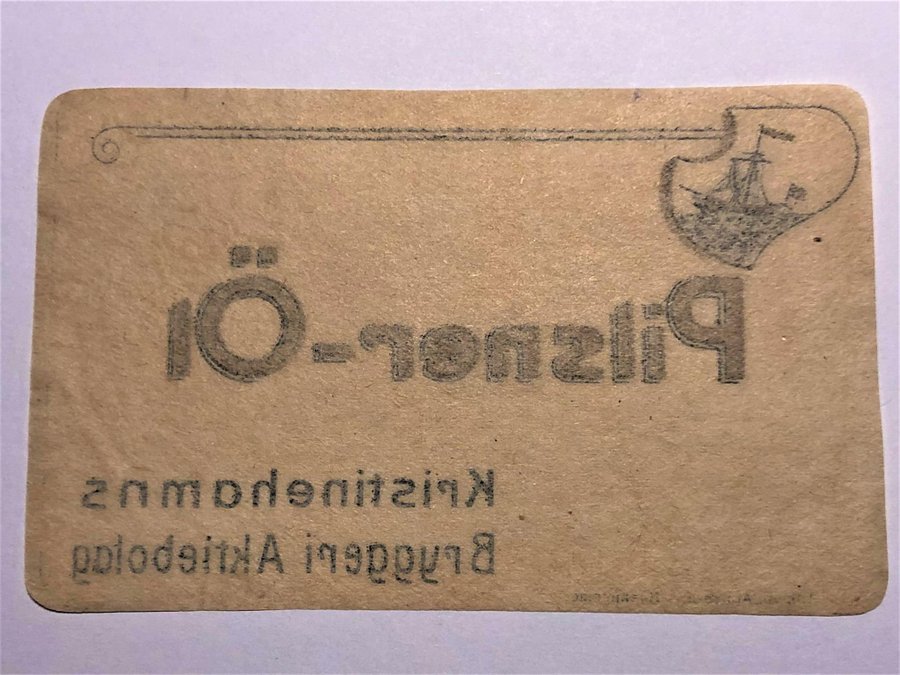 Pilsner-Öl
Kristinehamns
Bryggeri Aktiebolag